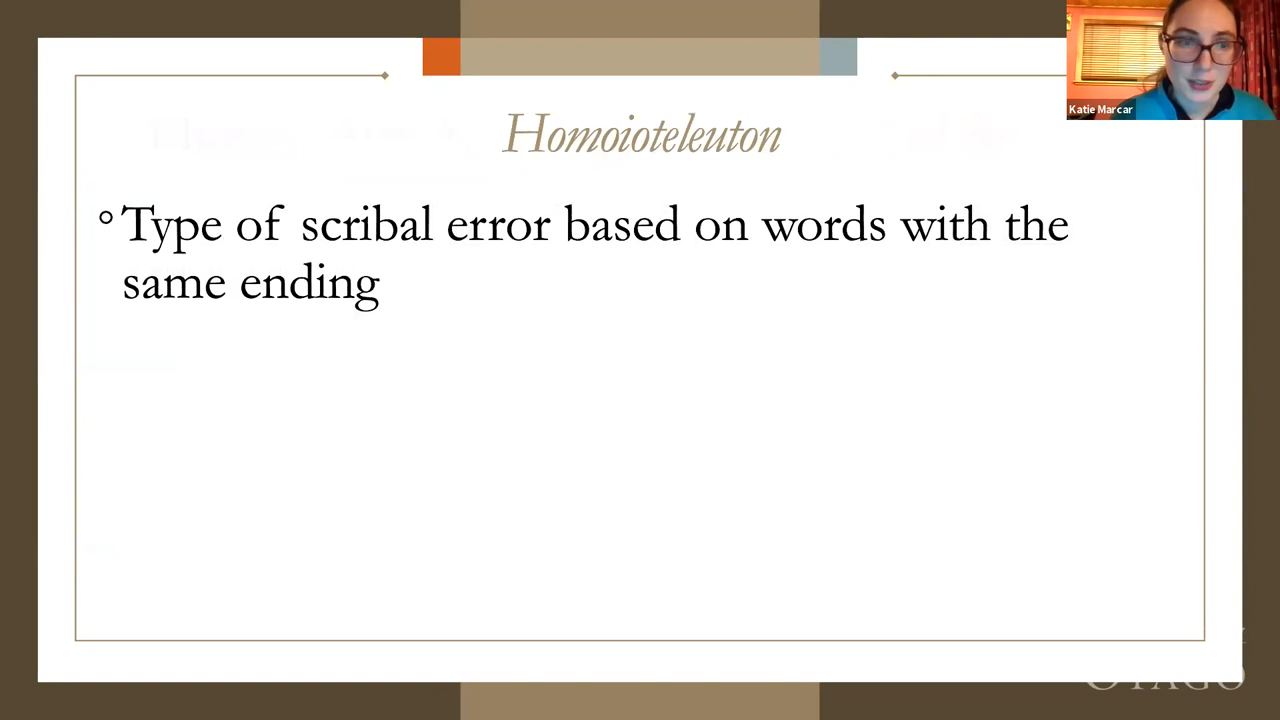 Katie Marcar
Homoioteleuton
° Type of scribal error based on words with the
same ending